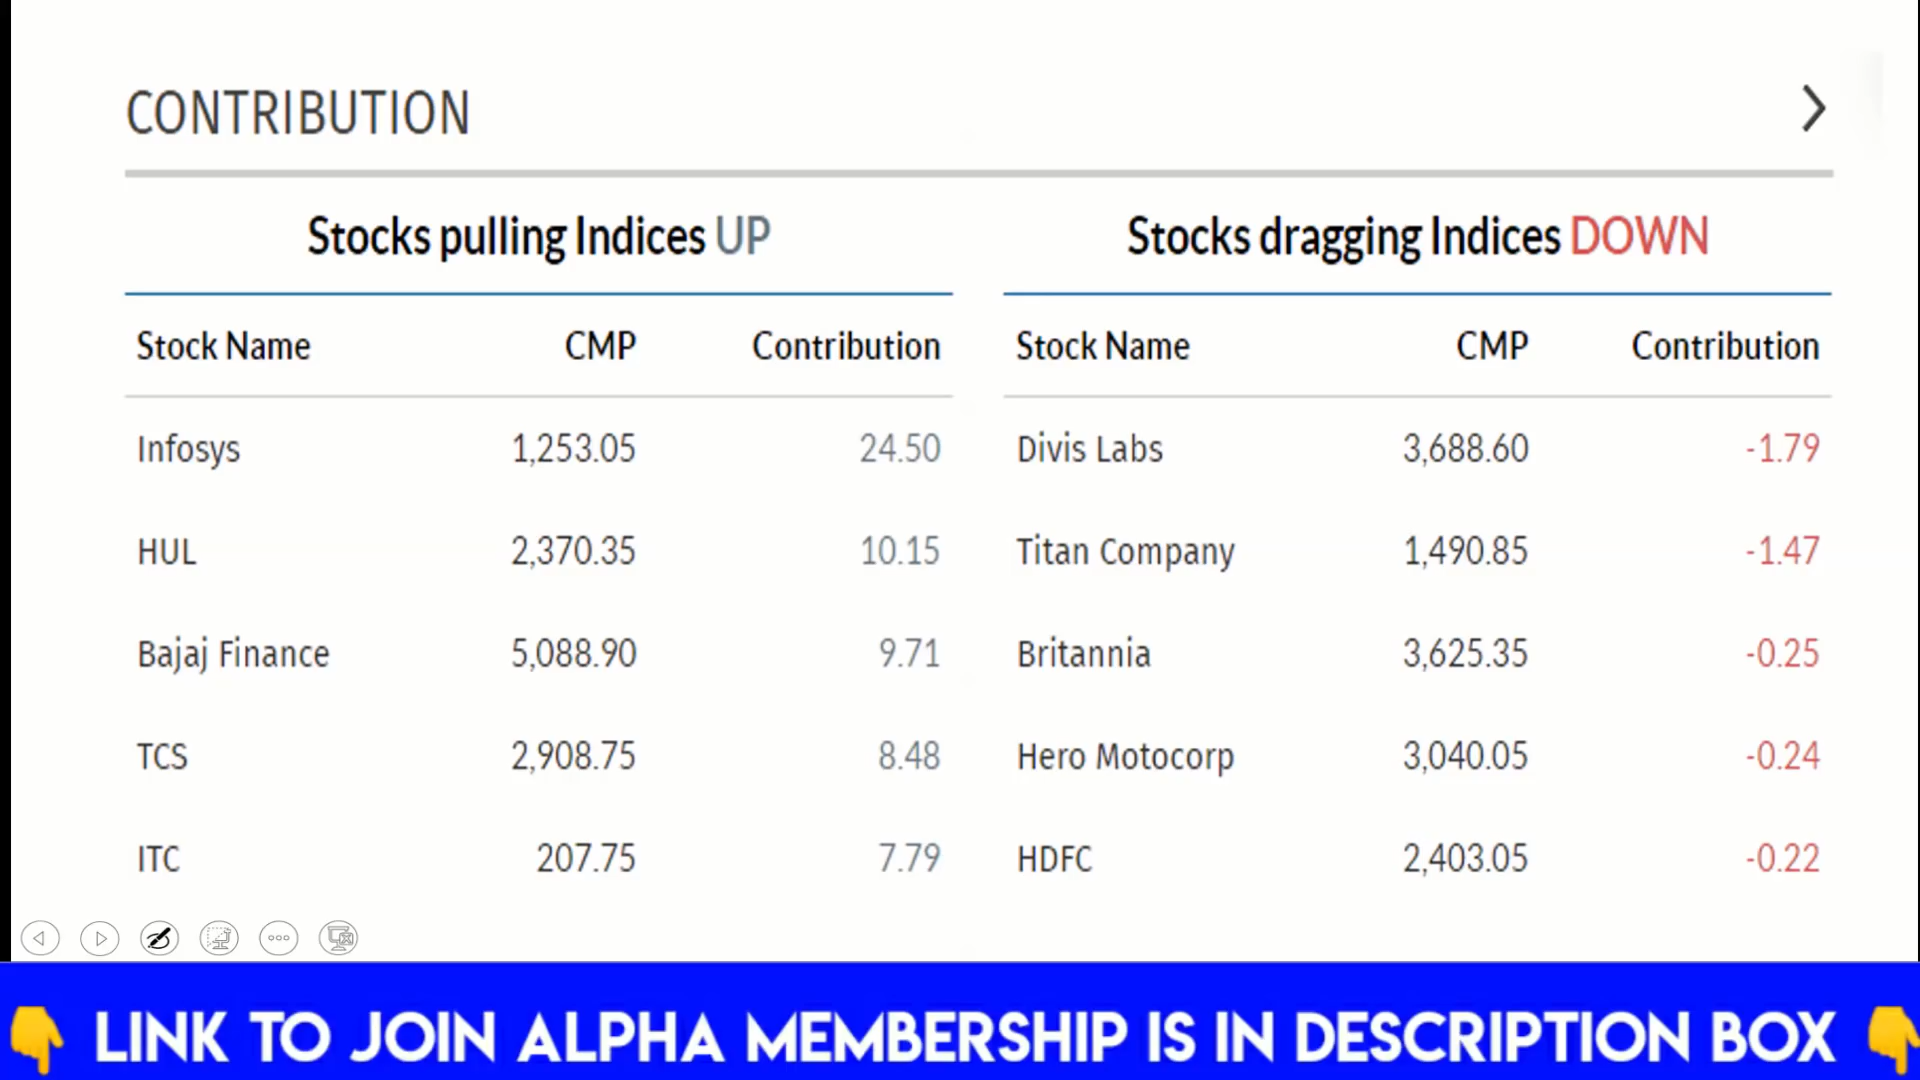 CONTRIBUTION
Stocks pulling Indices UP
Stock Name CMP Contribution
Infosys 1,253.05 24.50
HUL 2,370.35 10.15
Bajaj Finance 5,088.90 9.71
TCS 2,908.75 8.48
ITC 207.75 7.79
Stocks dragging Indices DOWN
Stock Name CMP Contribution
Divis Labs 3,688.60 -1.79
Titan Company 1,490.85 -1.47
Britannia 3,625.35 -0.25
Hero Motocorp 3,040.05 -0.24
HDFC 2,403.05 -0.22
👇 LINK TO JOIN ALPHA MEMBERSHIP IS IN DESCRIPTION BOX 👇